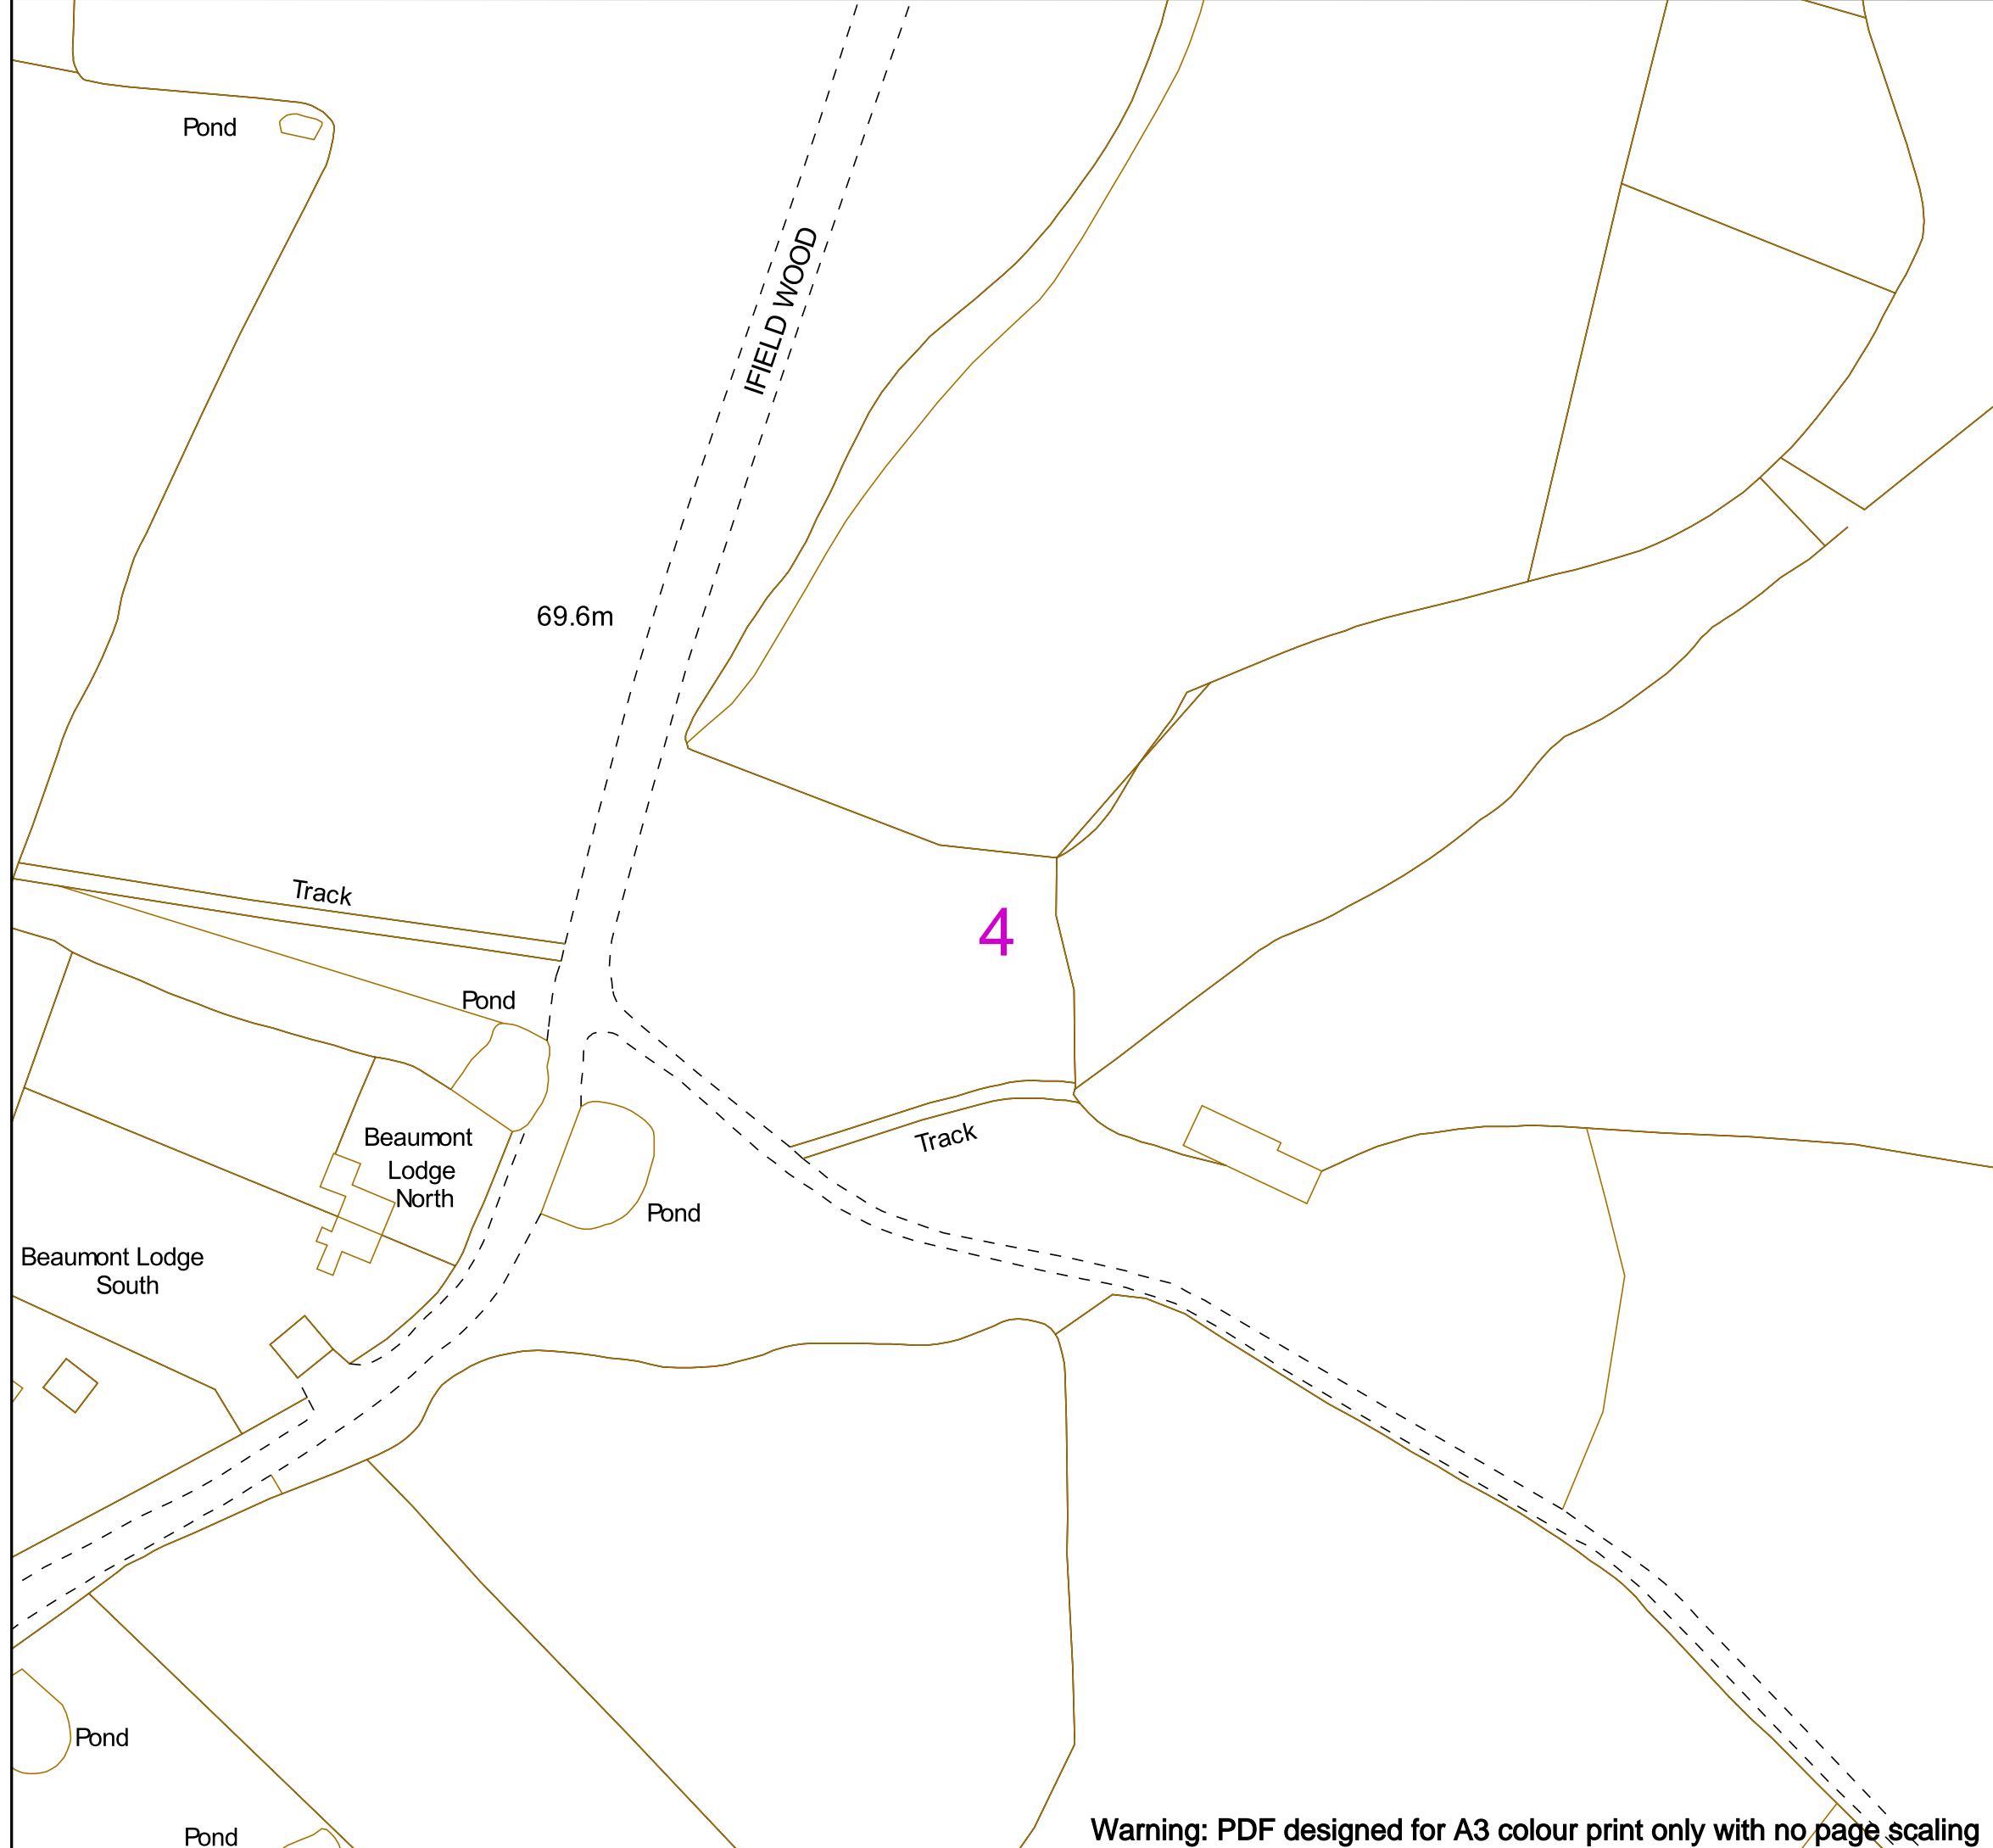 Pond
IFIELD WOOD
69.6m
Track
4
Pond
Beaumont
Lodge
North
Track
Pond
Beaumont Lodge
South
Pond
Pond
Warning: PDF designed for A3 colour print only with no page scaling